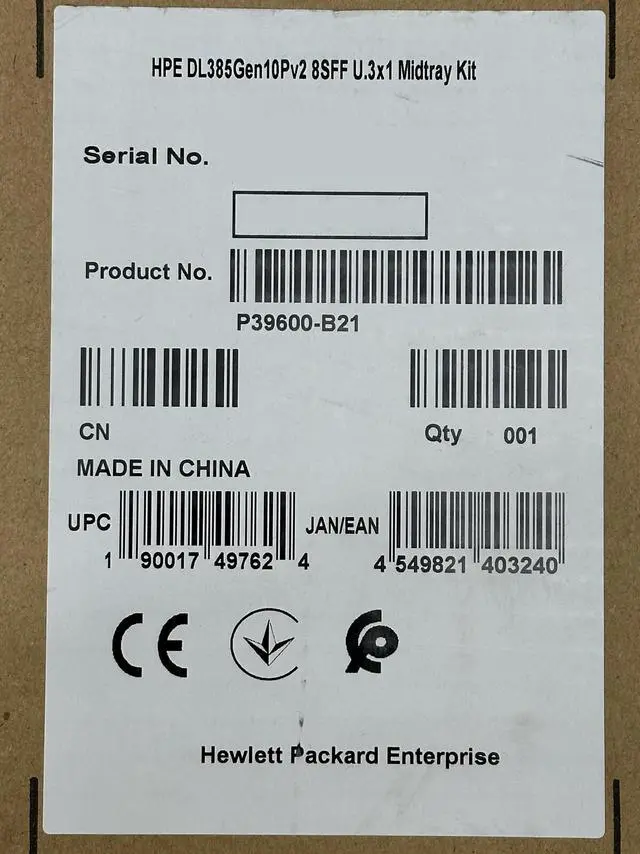 HPE DL385Gen10Pv2 8SFF U.3x1 Midtray Kit
Serial No.
Product No.
P39600-B21
CN
Qty 001
MADE IN CHINA
UPC 1 90017 49762 4
JAN/EAN 4 549821 403240
CE
Hewlett Packard Enterprise